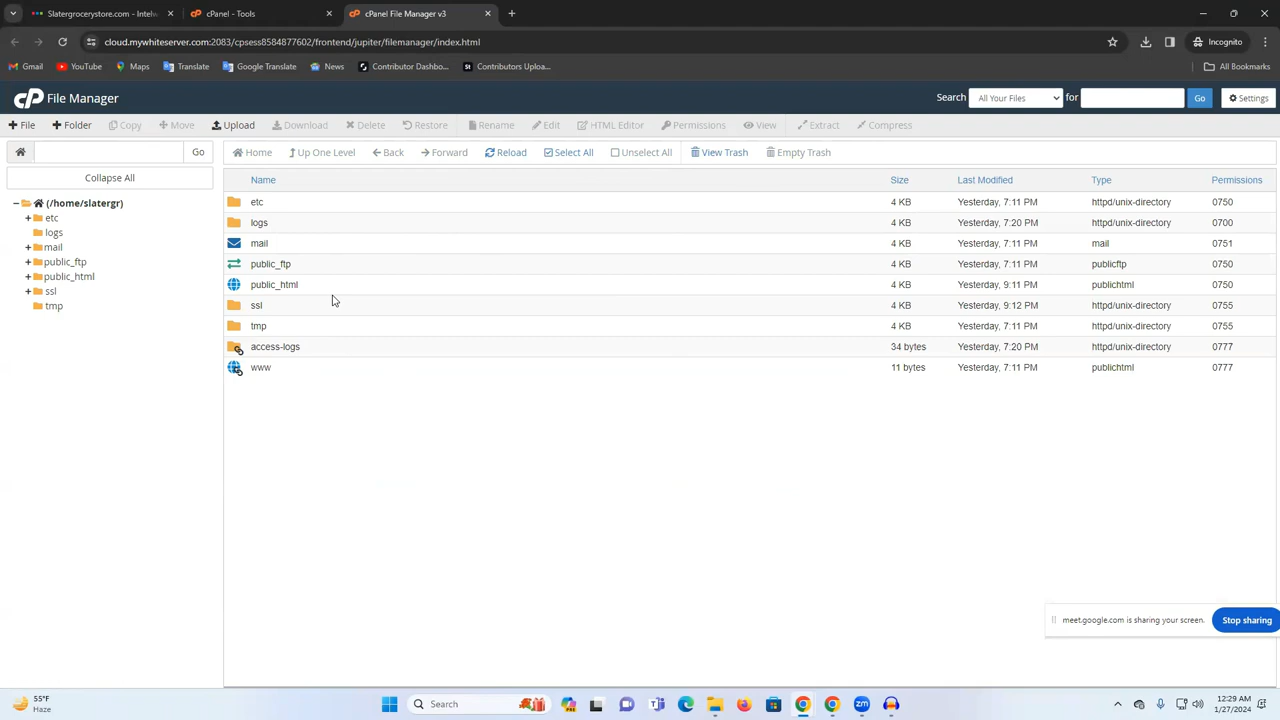 Slatergrocerystore.com - Intelw
cPanel - Tools
cPanel File Manager v3
cloud.mywhiteserver.com:2083/cpsess8584877602/frontend/jupiter/filemanager/index.html
Incognito
Gmail YouTube Maps Translate Google Translate News Contributor Dashbo... Contributors Uploa... All Bookmarks
cP File Manager
Search All Your Files for Go Settings
+ File + Folder Copy Move Upload Download Delete Restore Rename Edit HTML Editor Permissions View Extract Compress
Go Home Up One Level Back Forward Reload Select All Unselect All View Trash Empty Trash
Collapse All
Name Size Last Modified Type Permissions
(/home/slatergr)
etc
logs
mail
public_ftp
public_html
ssl
tmp
etc 4 KB Yesterday, 7:11 PM httpd/unix-directory 0750
logs 4 KB Yesterday, 7:20 PM httpd/unix-directory 0700
mail 4 KB Yesterday, 7:11 PM mail 0751
public_ftp 4 KB Yesterday, 7:11 PM publicftp 0750
public_html 4 KB Yesterday, 9:11 PM publichtml 0750
ssl 4 KB Yesterday, 9:12 PM httpd/unix-directory 0755
tmp 4 KB Yesterday, 7:11 PM httpd/unix-directory 0755
access-logs 34 bytes Yesterday, 7:20 PM httpd/unix-directory 0777
www 11 bytes Yesterday, 7:11 PM publichtml 0777
meet.google.com is sharing your screen. Stop sharing
55°F
Haze
Search
12:29 AM
1/27/2024